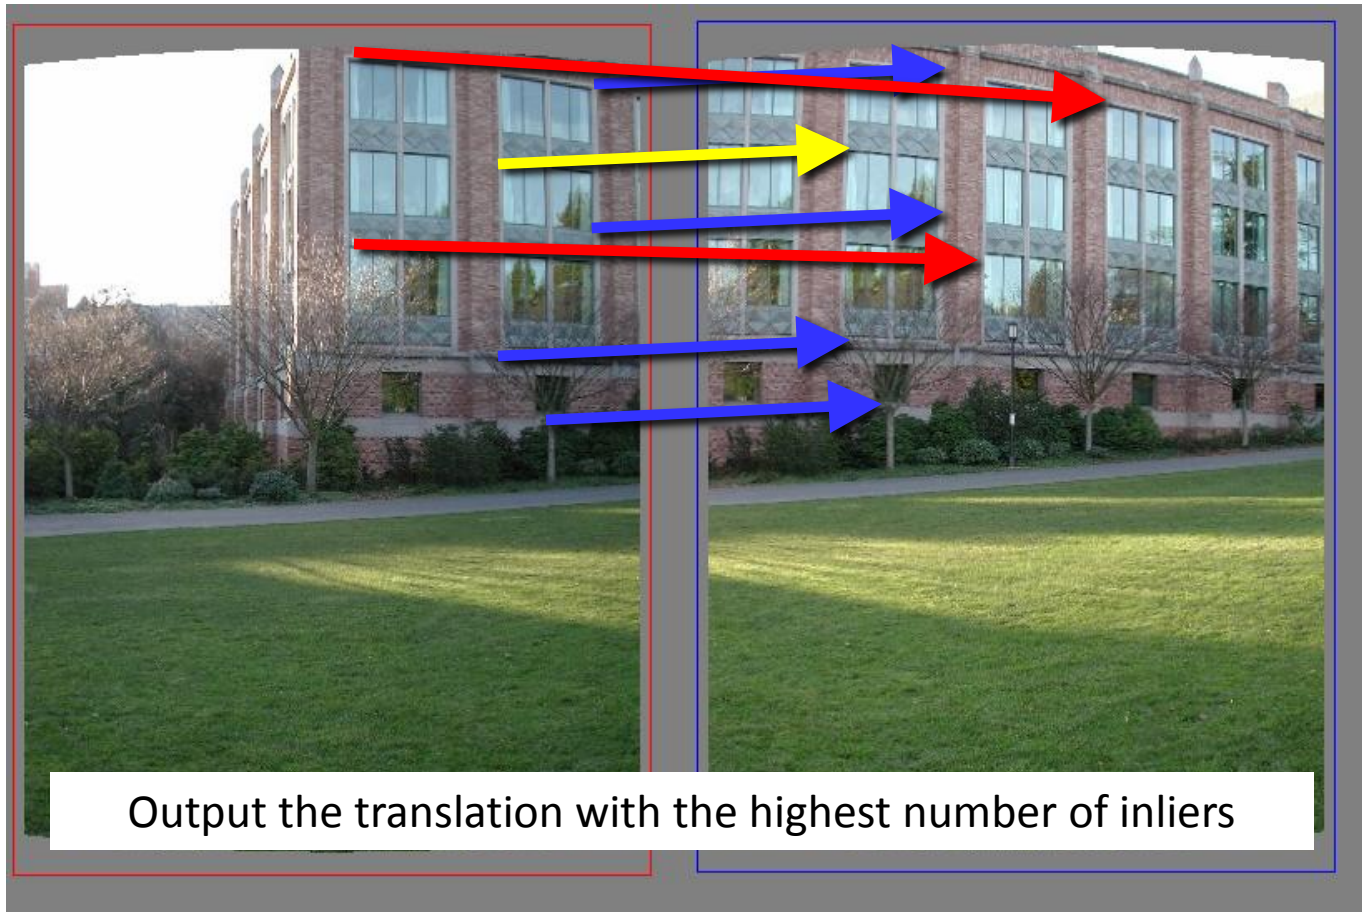 Output the translation with the highest number of inliers